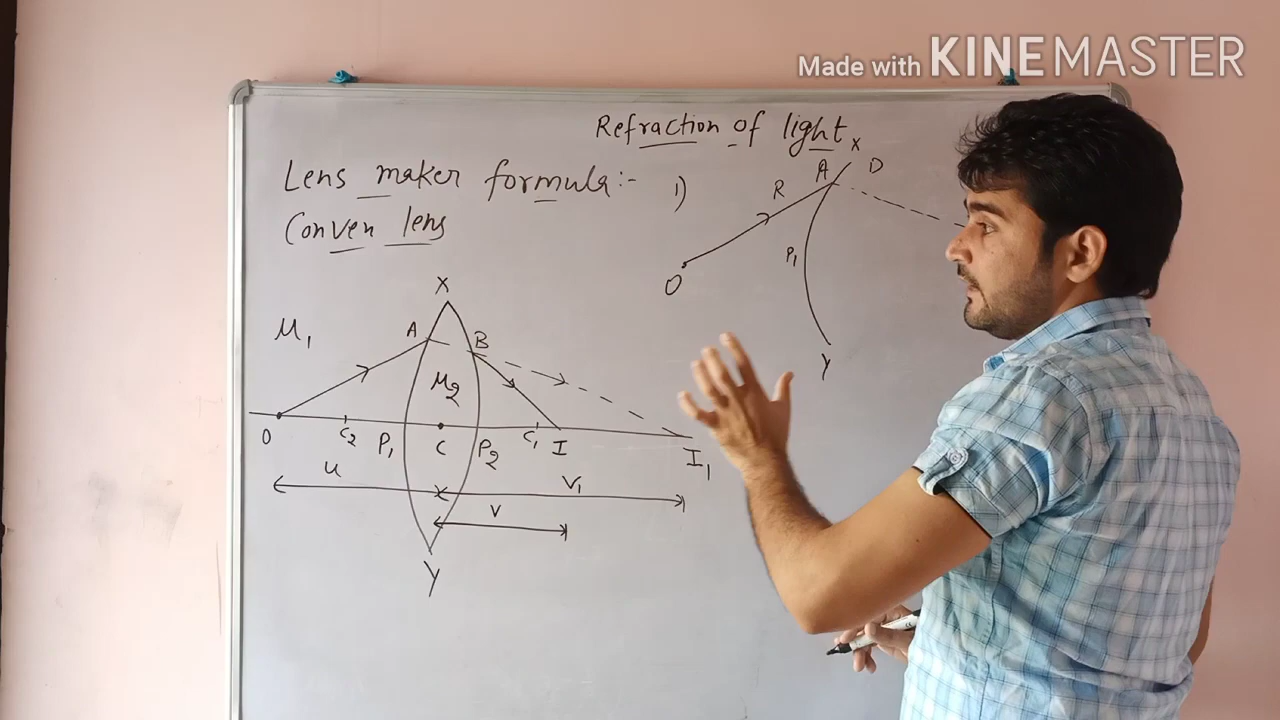 Made with KINEMASTER
Refraction of light
Lens maker formula:-
Conven lens
1)
X
A
D
R
P1
O
Y
X
μ1
A
B
μ2
O
C2
P1
C
P2
C1
I
I1
u
v1
v
Y